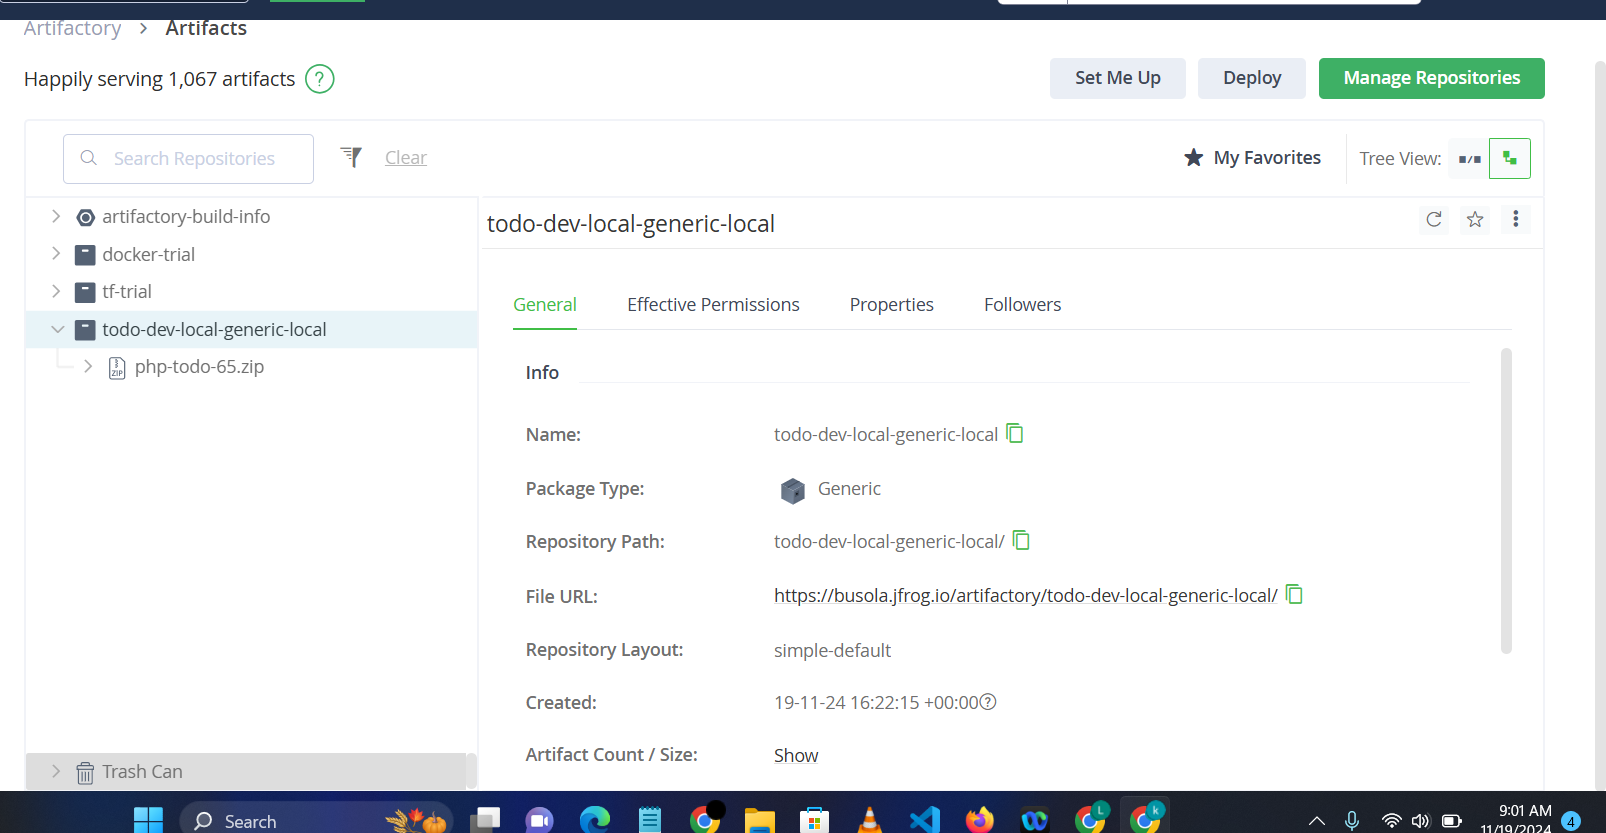 Artifactory > Artifacts
Happily serving 1,067 artifacts ?
Set Me Up
Deploy
Manage Repositories
Search Repositories
Clear
My Favorites
Tree View:
artifactory-build-info
docker-trial
tf-trial
todo-dev-local-generic-local
php-todo-65.zip
Trash Can
todo-dev-local-generic-local
General
Effective Permissions
Properties
Followers
Info
Name: todo-dev-local-generic-local
Package Type: Generic
Repository Path: todo-dev-local-generic-local/
File URL: https://busola.jfrog.io/artifactory/todo-dev-local-generic-local/
Repository Layout: simple-default
Created: 19-11-24 16:22:15 +00:00
Artifact Count / Size: Show
Search
L
k
9:01 AM
11/19/2024
4